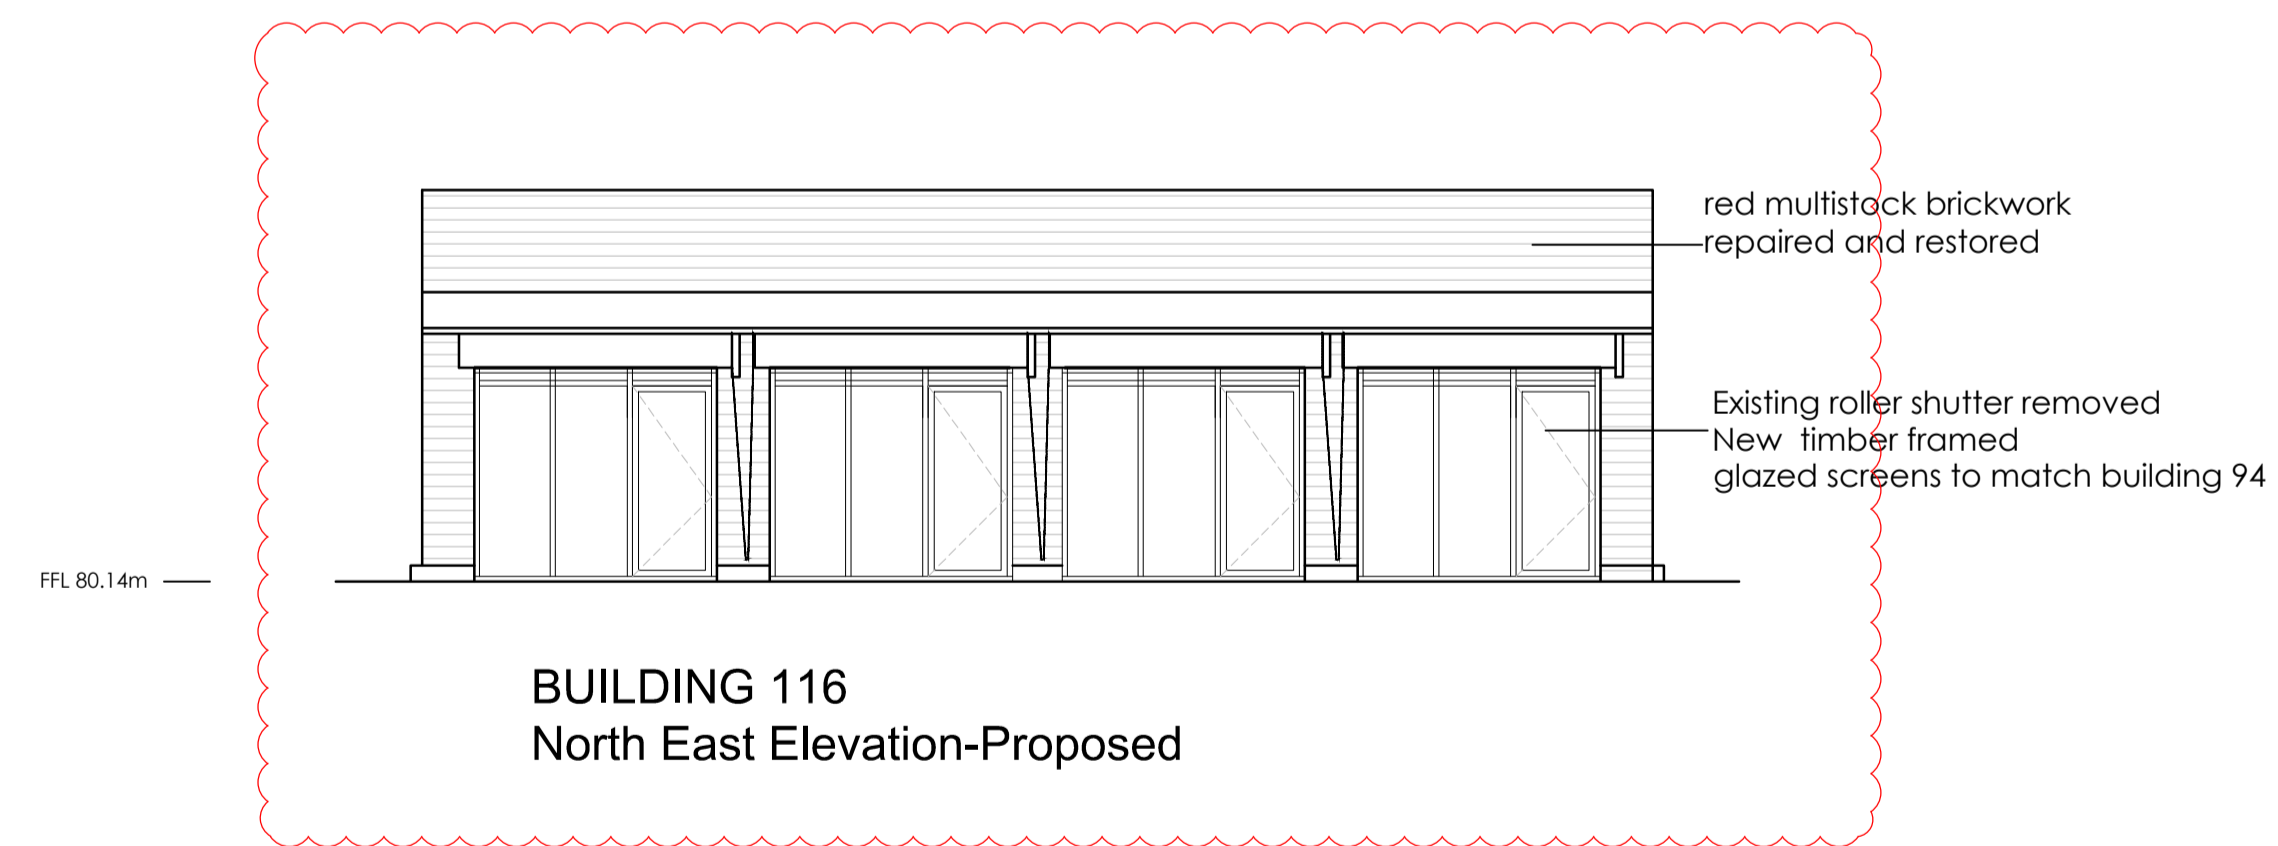 red multistock brickwork
repaired and restored
Existing roller shutter removed
New  timber framed
glazed screens to match building 94
FFL 80.14m
BUILDING 116
North East Elevation-Proposed